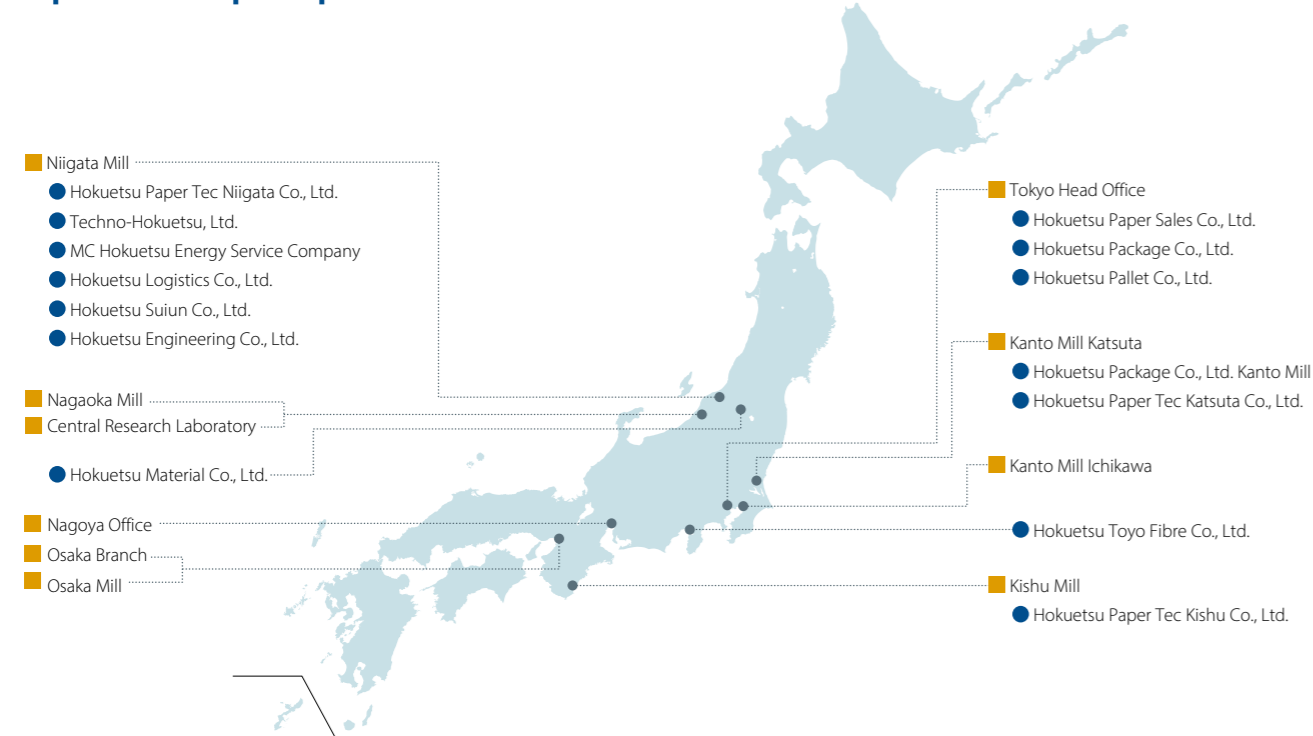 Niigata Mill
Hokuetsu Paper Tec Niigata Co., Ltd.
Techno-Hokuetsu, Ltd.
MC Hokuetsu Energy Service Company
Hokuetsu Logistics Co., Ltd.
Hokuetsu Suiun Co., Ltd.
Hokuetsu Engineering Co., Ltd.
Nagaoka Mill
Central Research Laboratory
Hokuetsu Material Co., Ltd.
Nagoya Office
Osaka Branch
Osaka Mill
Tokyo Head Office
Hokuetsu Paper Sales Co., Ltd.
Hokuetsu Package Co., Ltd.
Hokuetsu Pallet Co., Ltd.
Kanto Mill Katsuta
Hokuetsu Package Co., Ltd. Kanto Mill
Hokuetsu Paper Tec Katsuta Co., Ltd.
Kanto Mill Ichikawa
Hokuetsu Toyo Fibre Co., Ltd.
Kishu Mill
Hokuetsu Paper Tec Kishu Co., Ltd.